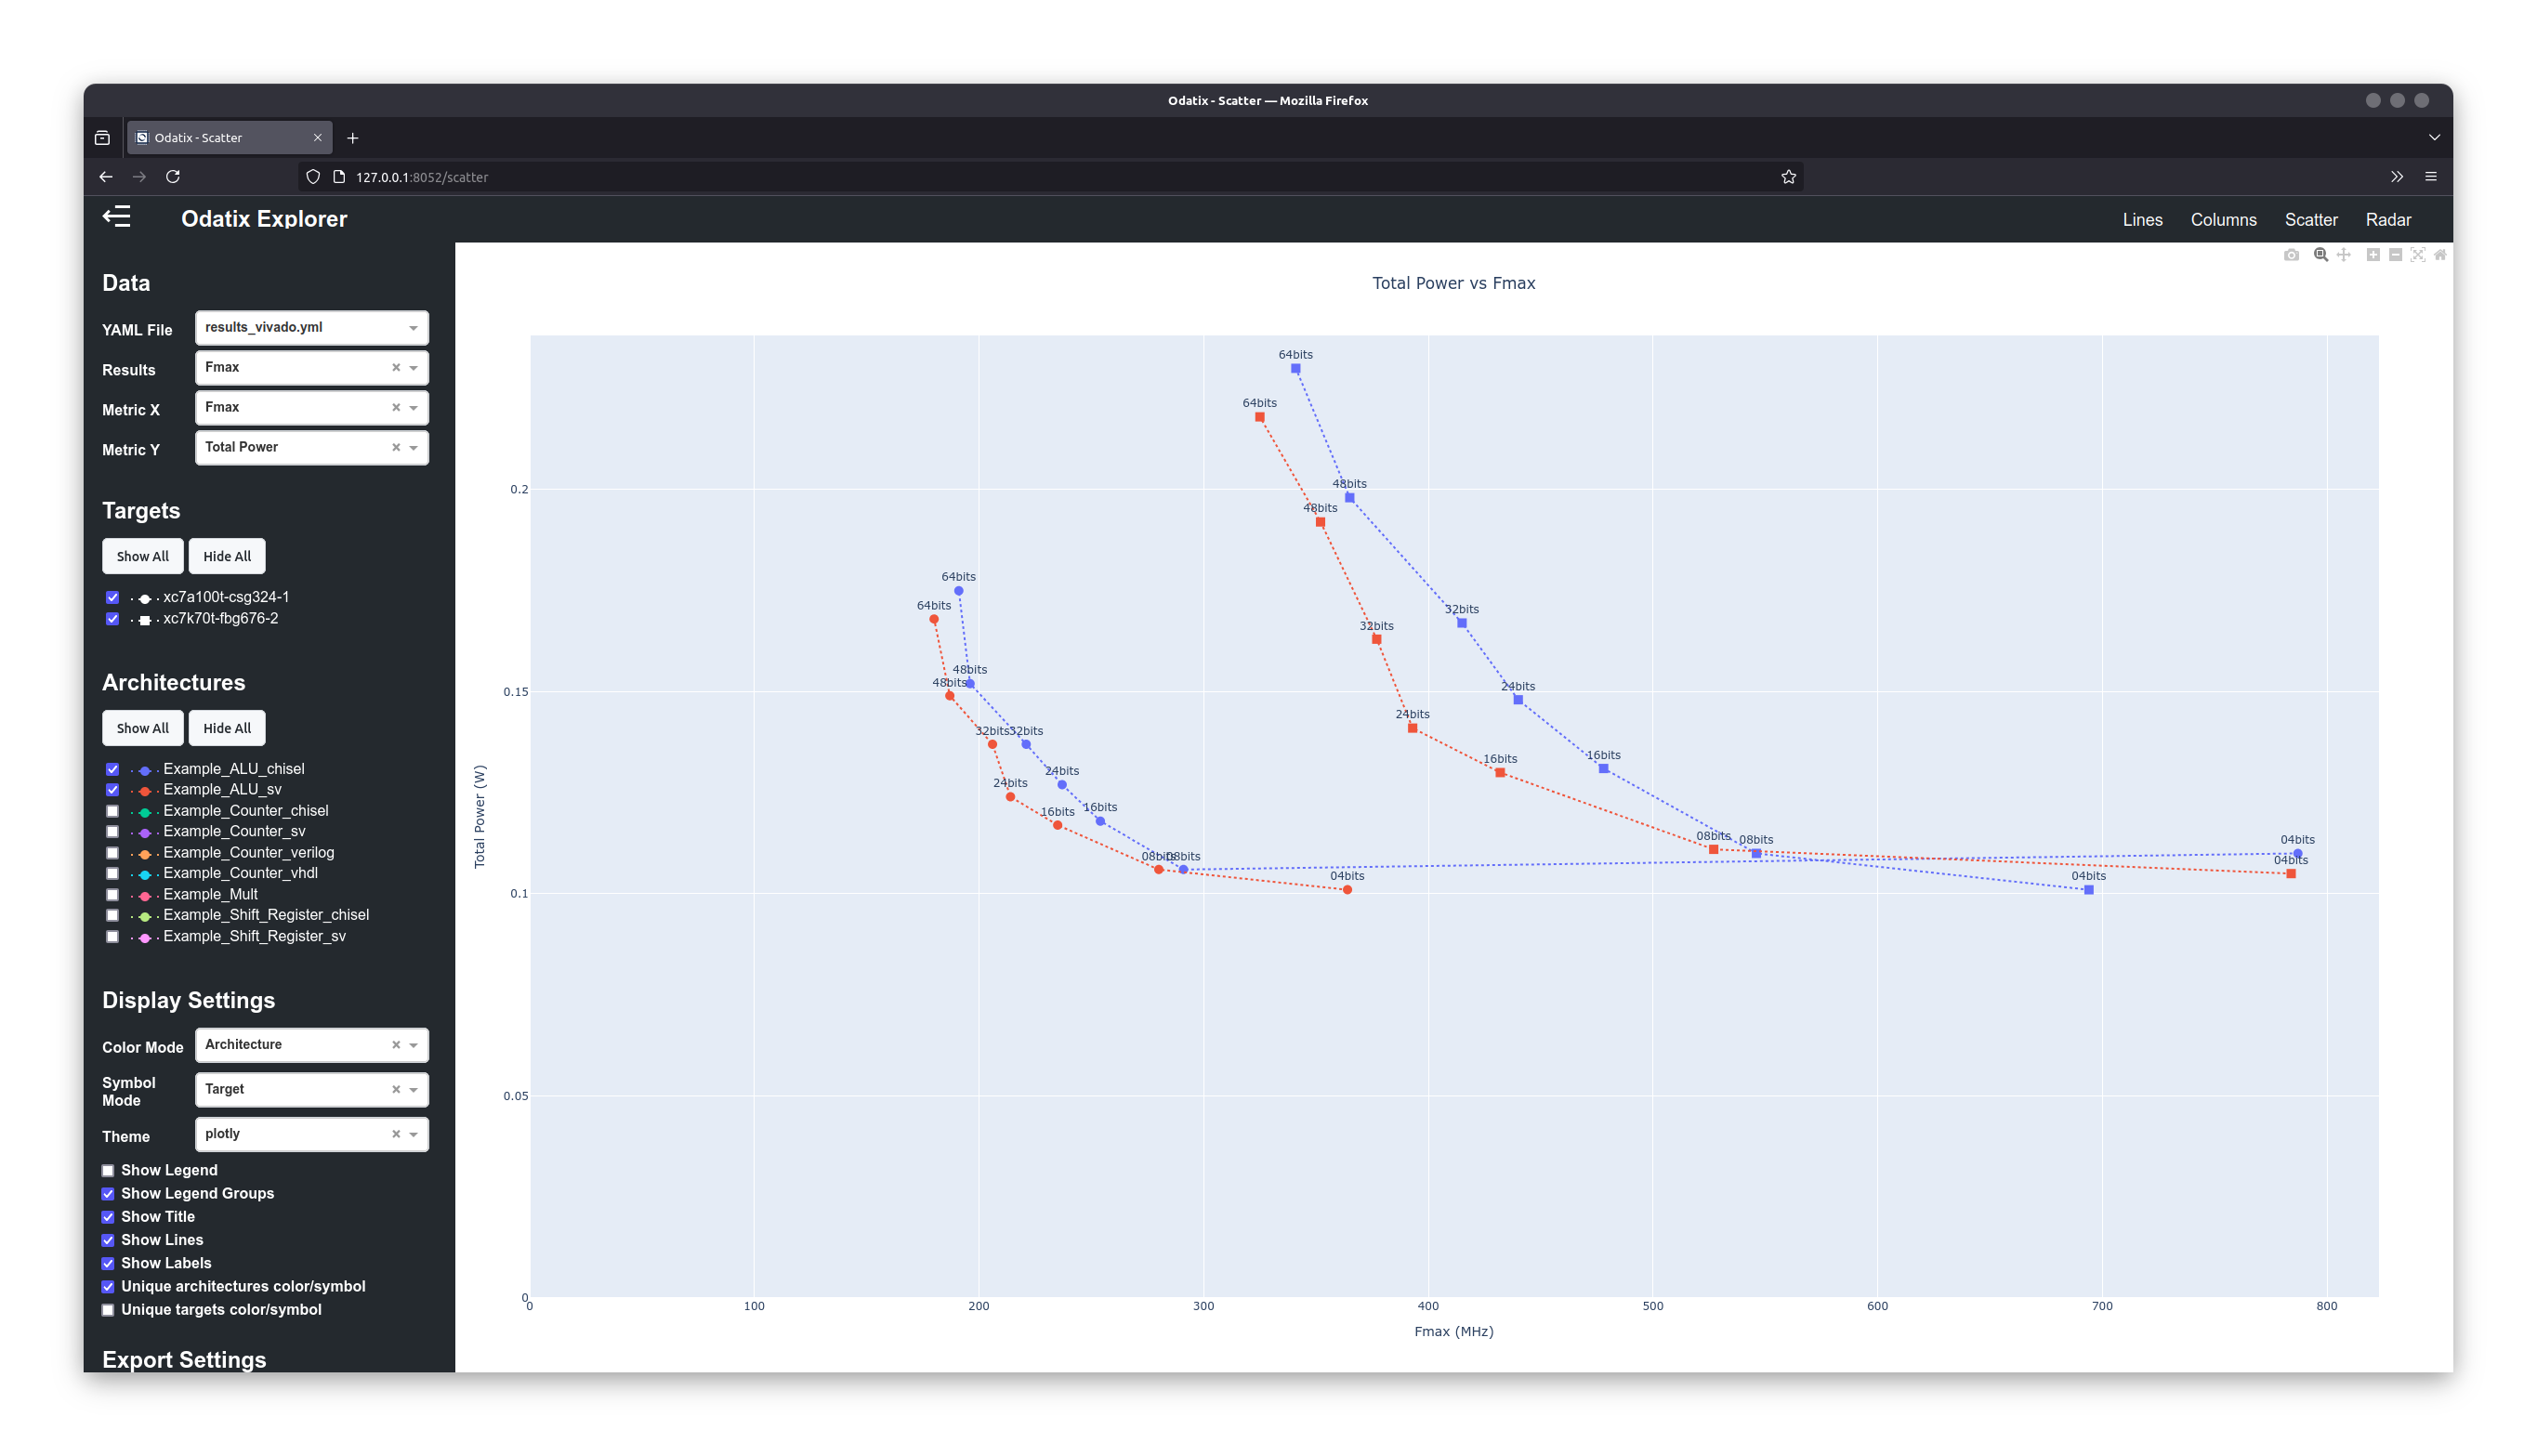 Odatix - Scatter — Mozilla Firefox
Odatix - Scatter
127.0.0.1:8052/scatter
Odatix Explorer
Lines Columns Scatter Radar
Data
YAML File results_vivado.yml
Results Fmax
Metric X Fmax
Metric Y Total Power
Targets
Show All Hide All
xc7a100t-csg324-1
xc7k70t-fbg676-2
Architectures
Show All Hide All
Example_ALU_chisel
Example_ALU_sv
Example_Counter_chisel
Example_Counter_sv
Example_Counter_verilog
Example_Counter_vhdl
Example_Mult
Example_Shift_Register_chisel
Example_Shift_Register_sv
Display Settings
Color Mode Architecture
Symbol
Mode
Target
Theme plotly
Show Legend
Show Legend Groups
Show Title
Show Lines
Show Labels
Unique architectures color/symbol
Unique targets color/symbol
Export Settings
Total Power vs Fmax
64bits
64bits
48bits
0.2
48bits
64bits
64bits
32bits
32bits
48bits
48bits
24bits
0.15
24bits
32bits 32bits
16bits
16bits
24bits
24bits
16bits
16bits
08bits
08bits
04bits
08bits
08bits
04bits
04bits
04bits
0.1
0.05
0
Total Power (W)
0 100 200 300 400 500 600 700 800
Fmax (MHz)